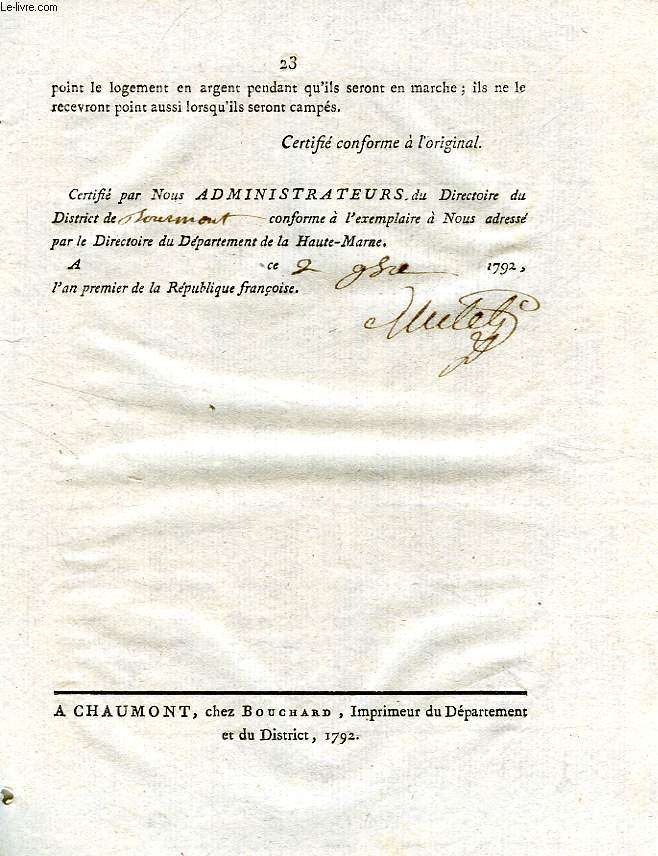 Le-livre.com
23
point le logement en argent pendant qu'ils seront en marche ; ils ne le
recevront point aussi lorsqu'ils seront campés.
Certifié conforme à l'original.
Certifié par Nous ADMINISTRATEURS du Directoire du
District de Bourmont conforme à l'exemplaire à Nous adressé
par le Directoire du Département de la Haute-Marne.
A ce 2 9bre 1792,
l'an premier de la République françoise.
A CHAUMONT, chez BOUCHARD, Imprimeur du Département
et du District, 1792.